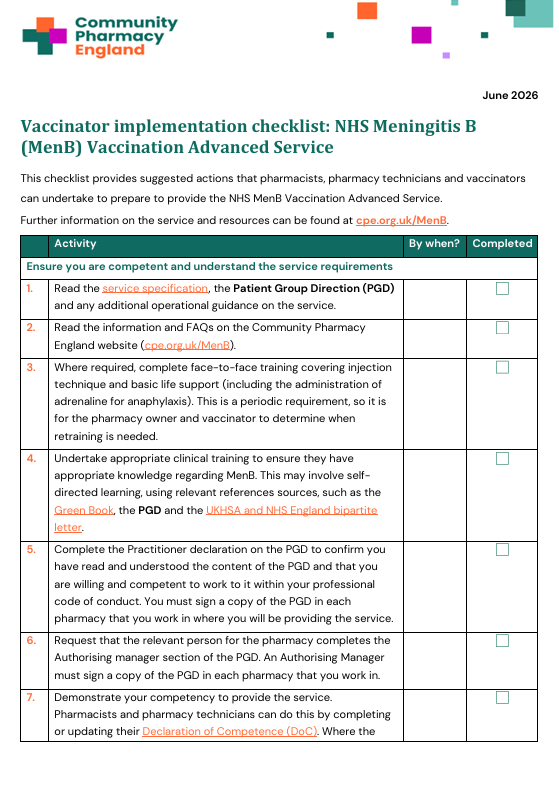 Community
Pharmacy
England
June 2026
Vaccinator implementation checklist: NHS Meningitis B
(MenB) Vaccination Advanced Service
This checklist provides suggested actions that pharmacists, pharmacy technicians and vaccinators
can undertake to prepare to provide the NHS MenB Vaccination Advanced Service.
Further information on the service and resources can be found at cpe.org.uk/MenB.
Activity By when? Completed
Ensure you are competent and understand the service requirements
1. Read the service specification, the Patient Group Direction (PGD)
and any additional operational guidance on the service.
2. Read the information and FAQs on the Community Pharmacy
England website (cpe.org.uk/MenB).
3. Where required, complete face-to-face training covering injection
technique and basic life support (including the administration of
adrenaline for anaphylaxis). This is a periodic requirement, so it is
for the pharmacy owner and vaccinator to determine when
retraining is needed.
4. Undertake appropriate clinical training to ensure they have
appropriate knowledge regarding MenB. This may involve self-
directed learning, using relevant references sources, such as the
Green Book, the PGD and the UKHSA and NHS England bipartite
letter.
5. Complete the Practitioner declaration on the PGD to confirm you
have read and understood the content of the PGD and that you
are willing and competent to work to it within your professional
code of conduct. You must sign a copy of the PGD in each
pharmacy that you work in where you will be providing the service.
6. Request that the relevant person for the pharmacy completes the
Authorising manager section of the PGD. An Authorising Manager
must sign a copy of the PGD in each pharmacy that you work in.
7. Demonstrate your competency to provide the service.
Pharmacists and pharmacy technicians can do this by completing
or updating their Declaration of Competence (DoC). Where the